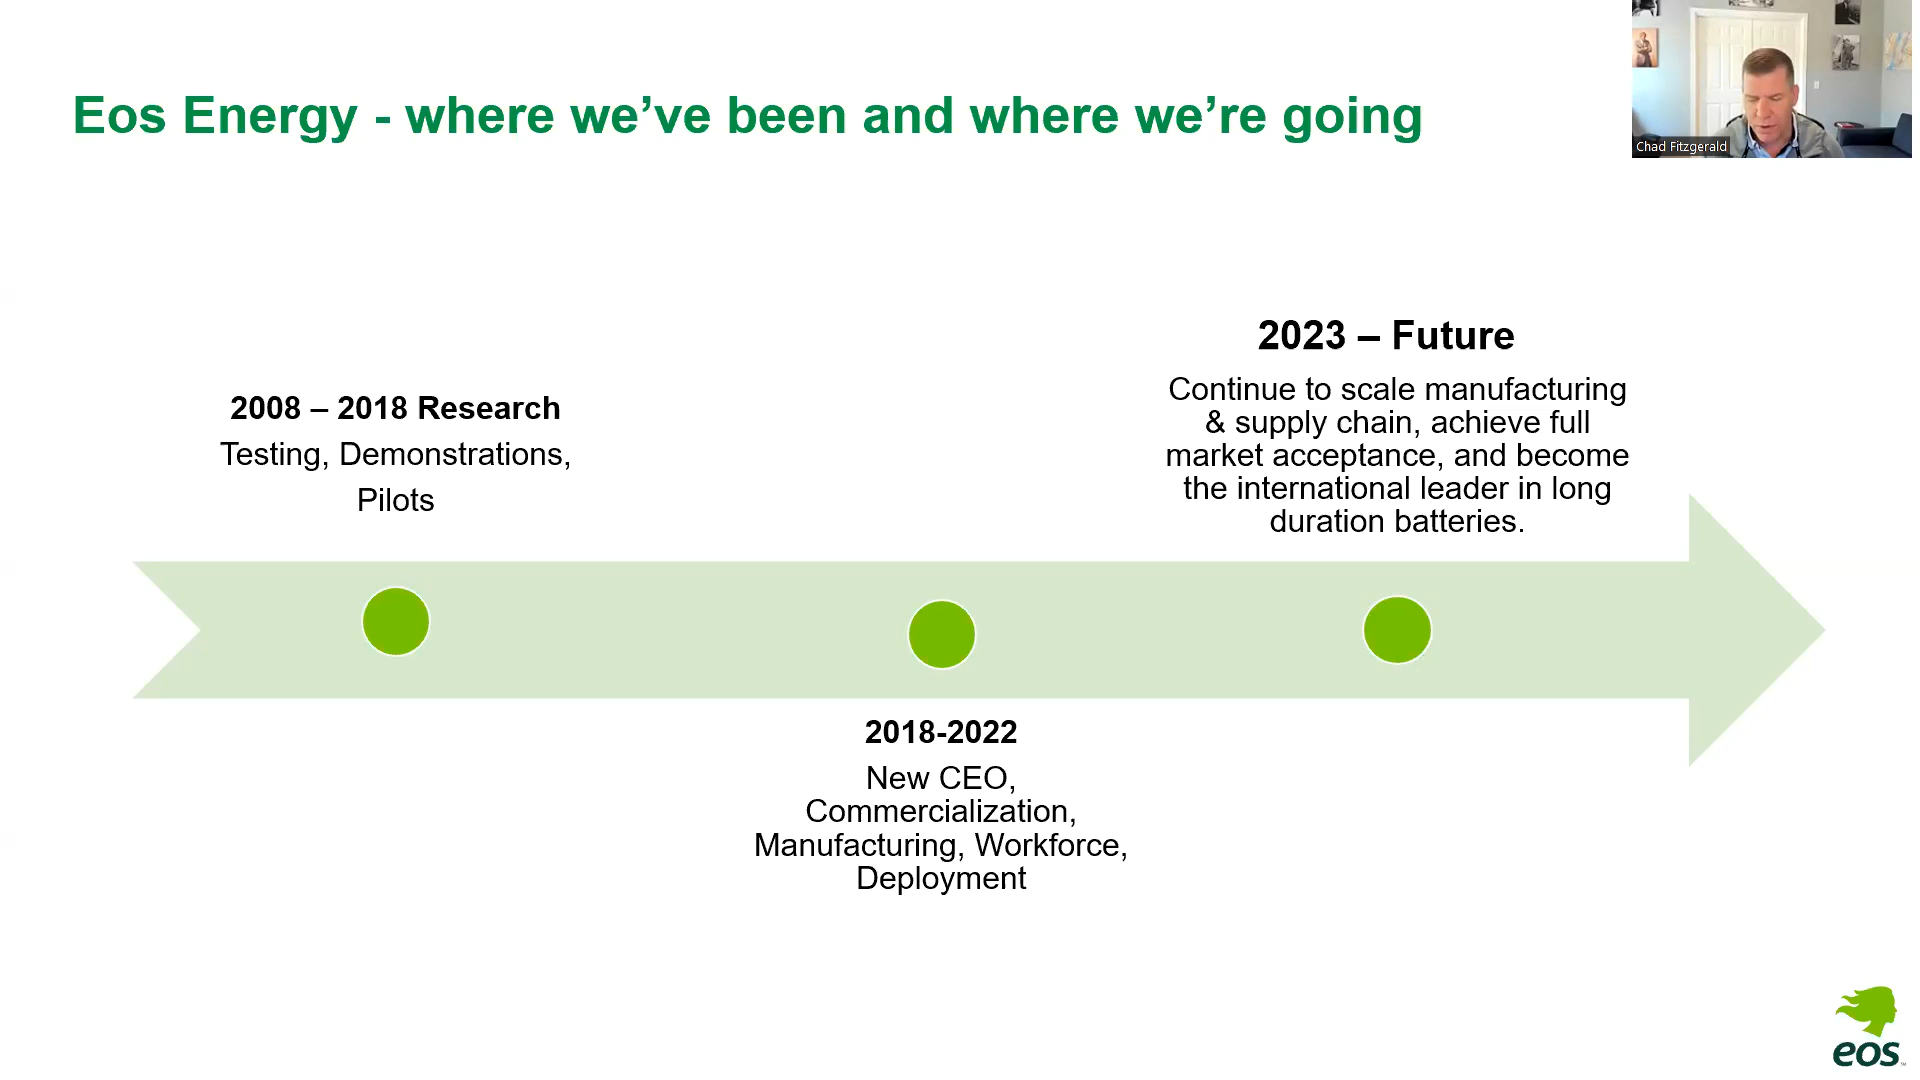 Eos Energy - where we’ve been and where we’re going
Chad Fitzgerald
2008 – 2018 Research
Testing, Demonstrations,
Pilots
2018-2022
New CEO,
Commercialization,
Manufacturing, Workforce,
Deployment
2023 – Future
Continue to scale manufacturing
& supply chain, achieve full
market acceptance, and become
the international leader in long
duration batteries.
eos